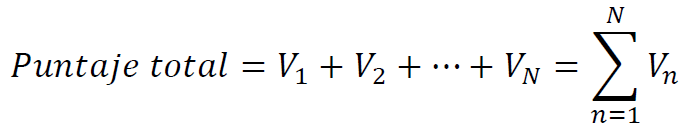 Puntaje total = V₁ + V₂ + ⋯ + V_N = ∑_{n=1}^{N} V_n